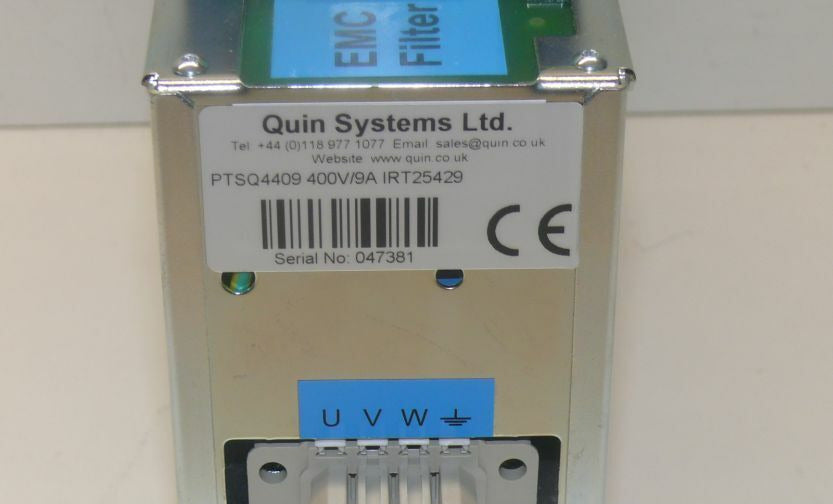 EMC
Filter
Quin Systems Ltd.
Tel +44 (0)118 977 1077 Email sales@quin.co.uk
Website www.quin.co.uk
PTSQ4409 400V/9A IRT25429
CE
Serial No: 047381
U V W